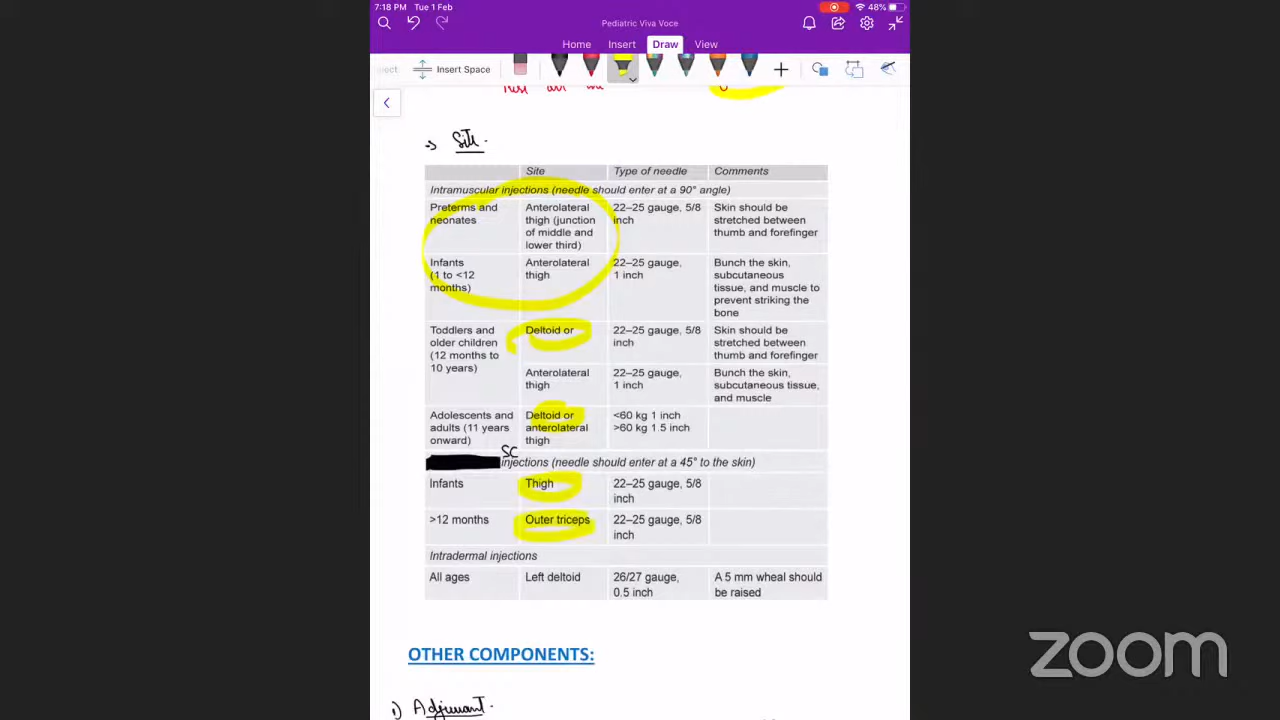 7:18 PM Tue 1 Feb
48%
Pediatric Viva Voce
Home Insert Draw View
Insert Space
→ Site.
Site Type of needle Comments
Intramuscular injections (needle should enter at a 90° angle)
Preterms and
neonates
Anterolateral
thigh (junction
of middle and
lower third)
22–25 gauge, 5/8
inch
Skin should be
stretched between
thumb and forefinger
Infants
(1 to <12
months)
Anterolateral
thigh
22–25 gauge,
1 inch
Bunch the skin,
subcutaneous
tissue, and muscle to
prevent striking the
bone
Toddlers and
older children
(12 months to
10 years)
Deltoid or
22–25 gauge, 5/8
inch
Skin should be
stretched between
thumb and forefinger
Anterolateral
thigh
22–25 gauge,
1 inch
Bunch the skin,
subcutaneous tissue,
and muscle
Adolescents and
adults (11 years
onward)
Deltoid or
anterolateral
thigh
<60 kg 1 inch
>60 kg 1.5 inch
SC
injections (needle should enter at a 45° to the skin)
Infants
Thigh
22–25 gauge, 5/8
inch
>12 months
Outer triceps
22–25 gauge, 5/8
inch
Intradermal injections
All ages
Left deltoid
26/27 gauge,
0.5 inch
A 5 mm wheal should
be raised
OTHER COMPONENTS:
1) Adjuvant.
zoom